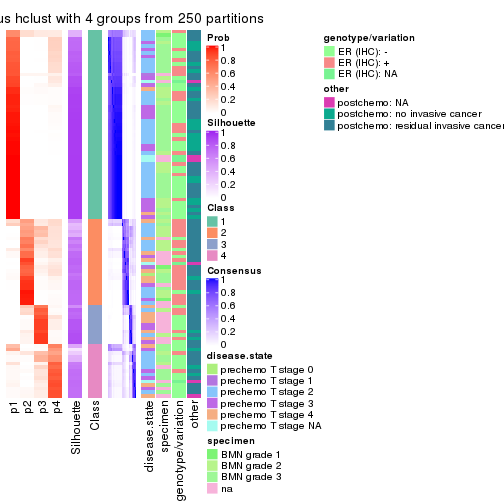 us hclust with 4 groups from 250 partitions
Prob
1
0.8
0.6
0.4
0.2
0
Silhouette
1
0.8
0.6
0.4
0.2
0
Class
1
2
3
4
Consensus
1
0.8
0.6
0.4
0.2
0
disease.state
prechemo T stage 0
prechemo T stage 1
prechemo T stage 2
prechemo T stage 3
prechemo T stage 4
prechemo T stage NA
specimen
BMN grade 1
BMN grade 2
BMN grade 3
na
genotype/variation
ER (IHC): -
ER (IHC): +
ER (IHC): NA
other
postchemo: NA
postchemo: no invasive cancer
postchemo: residual invasive cancer
p1
p2
p3
p4
Silhouette
Class
disease.state
specimen
genotype/variation
other